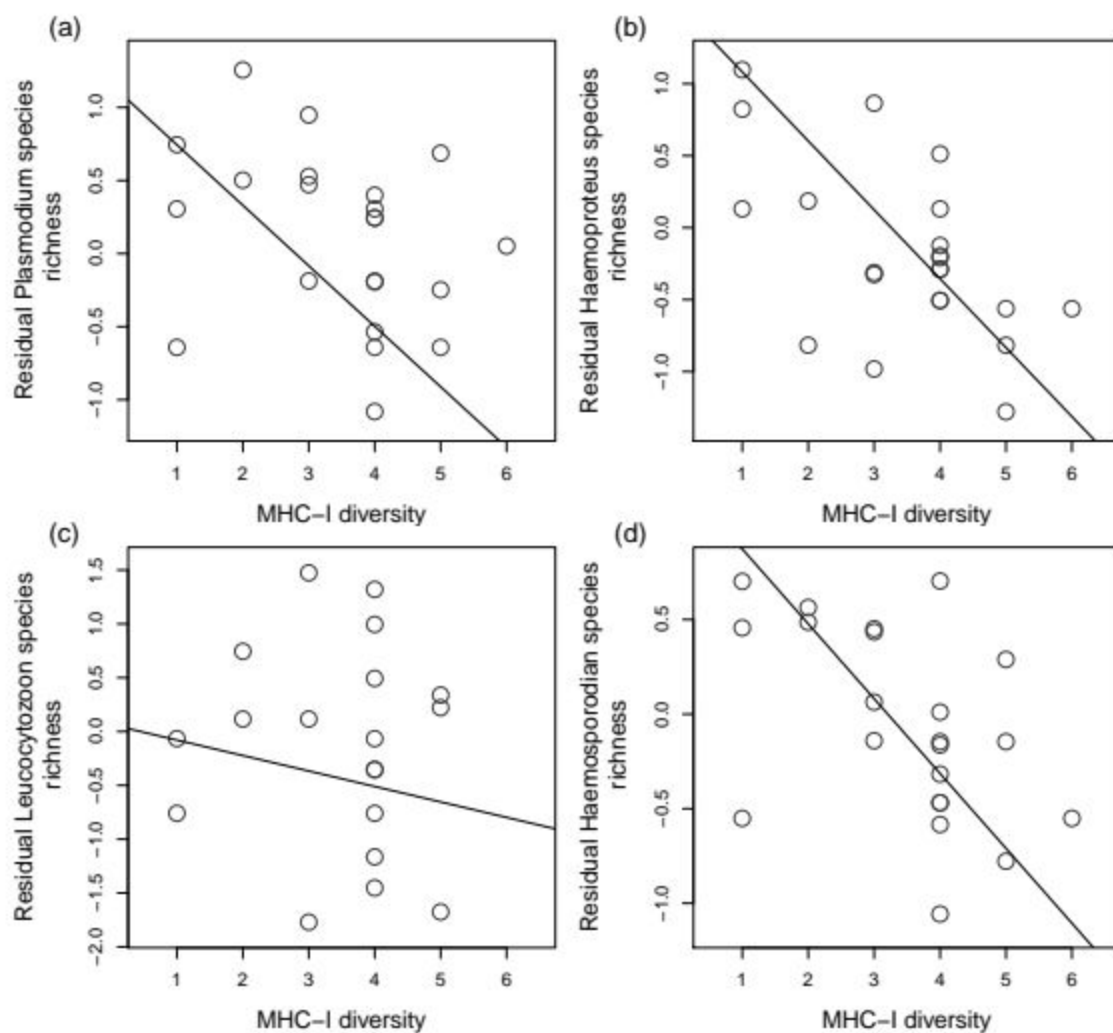 (a)
Residual Plasmodium species
richness
1.0
0.5
0.0
−0.5
−1.0
1 2 3 4 5 6
MHC−I diversity
(b)
Residual Haemoproteus species
richness
1.0
0.5
0.0
−0.5
−1.0
1 2 3 4 5 6
MHC−I diversity
(c)
Residual Leucocytozoon species
richness
1.5
1.0
0.5
0.0
−0.5
−1.0
−1.5
−2.0
1 2 3 4 5 6
MHC−I diversity
(d)
Residual Haemosporodian species
richness
0.5
0.0
−0.5
−1.0
1 2 3 4 5 6
MHC−I diversity